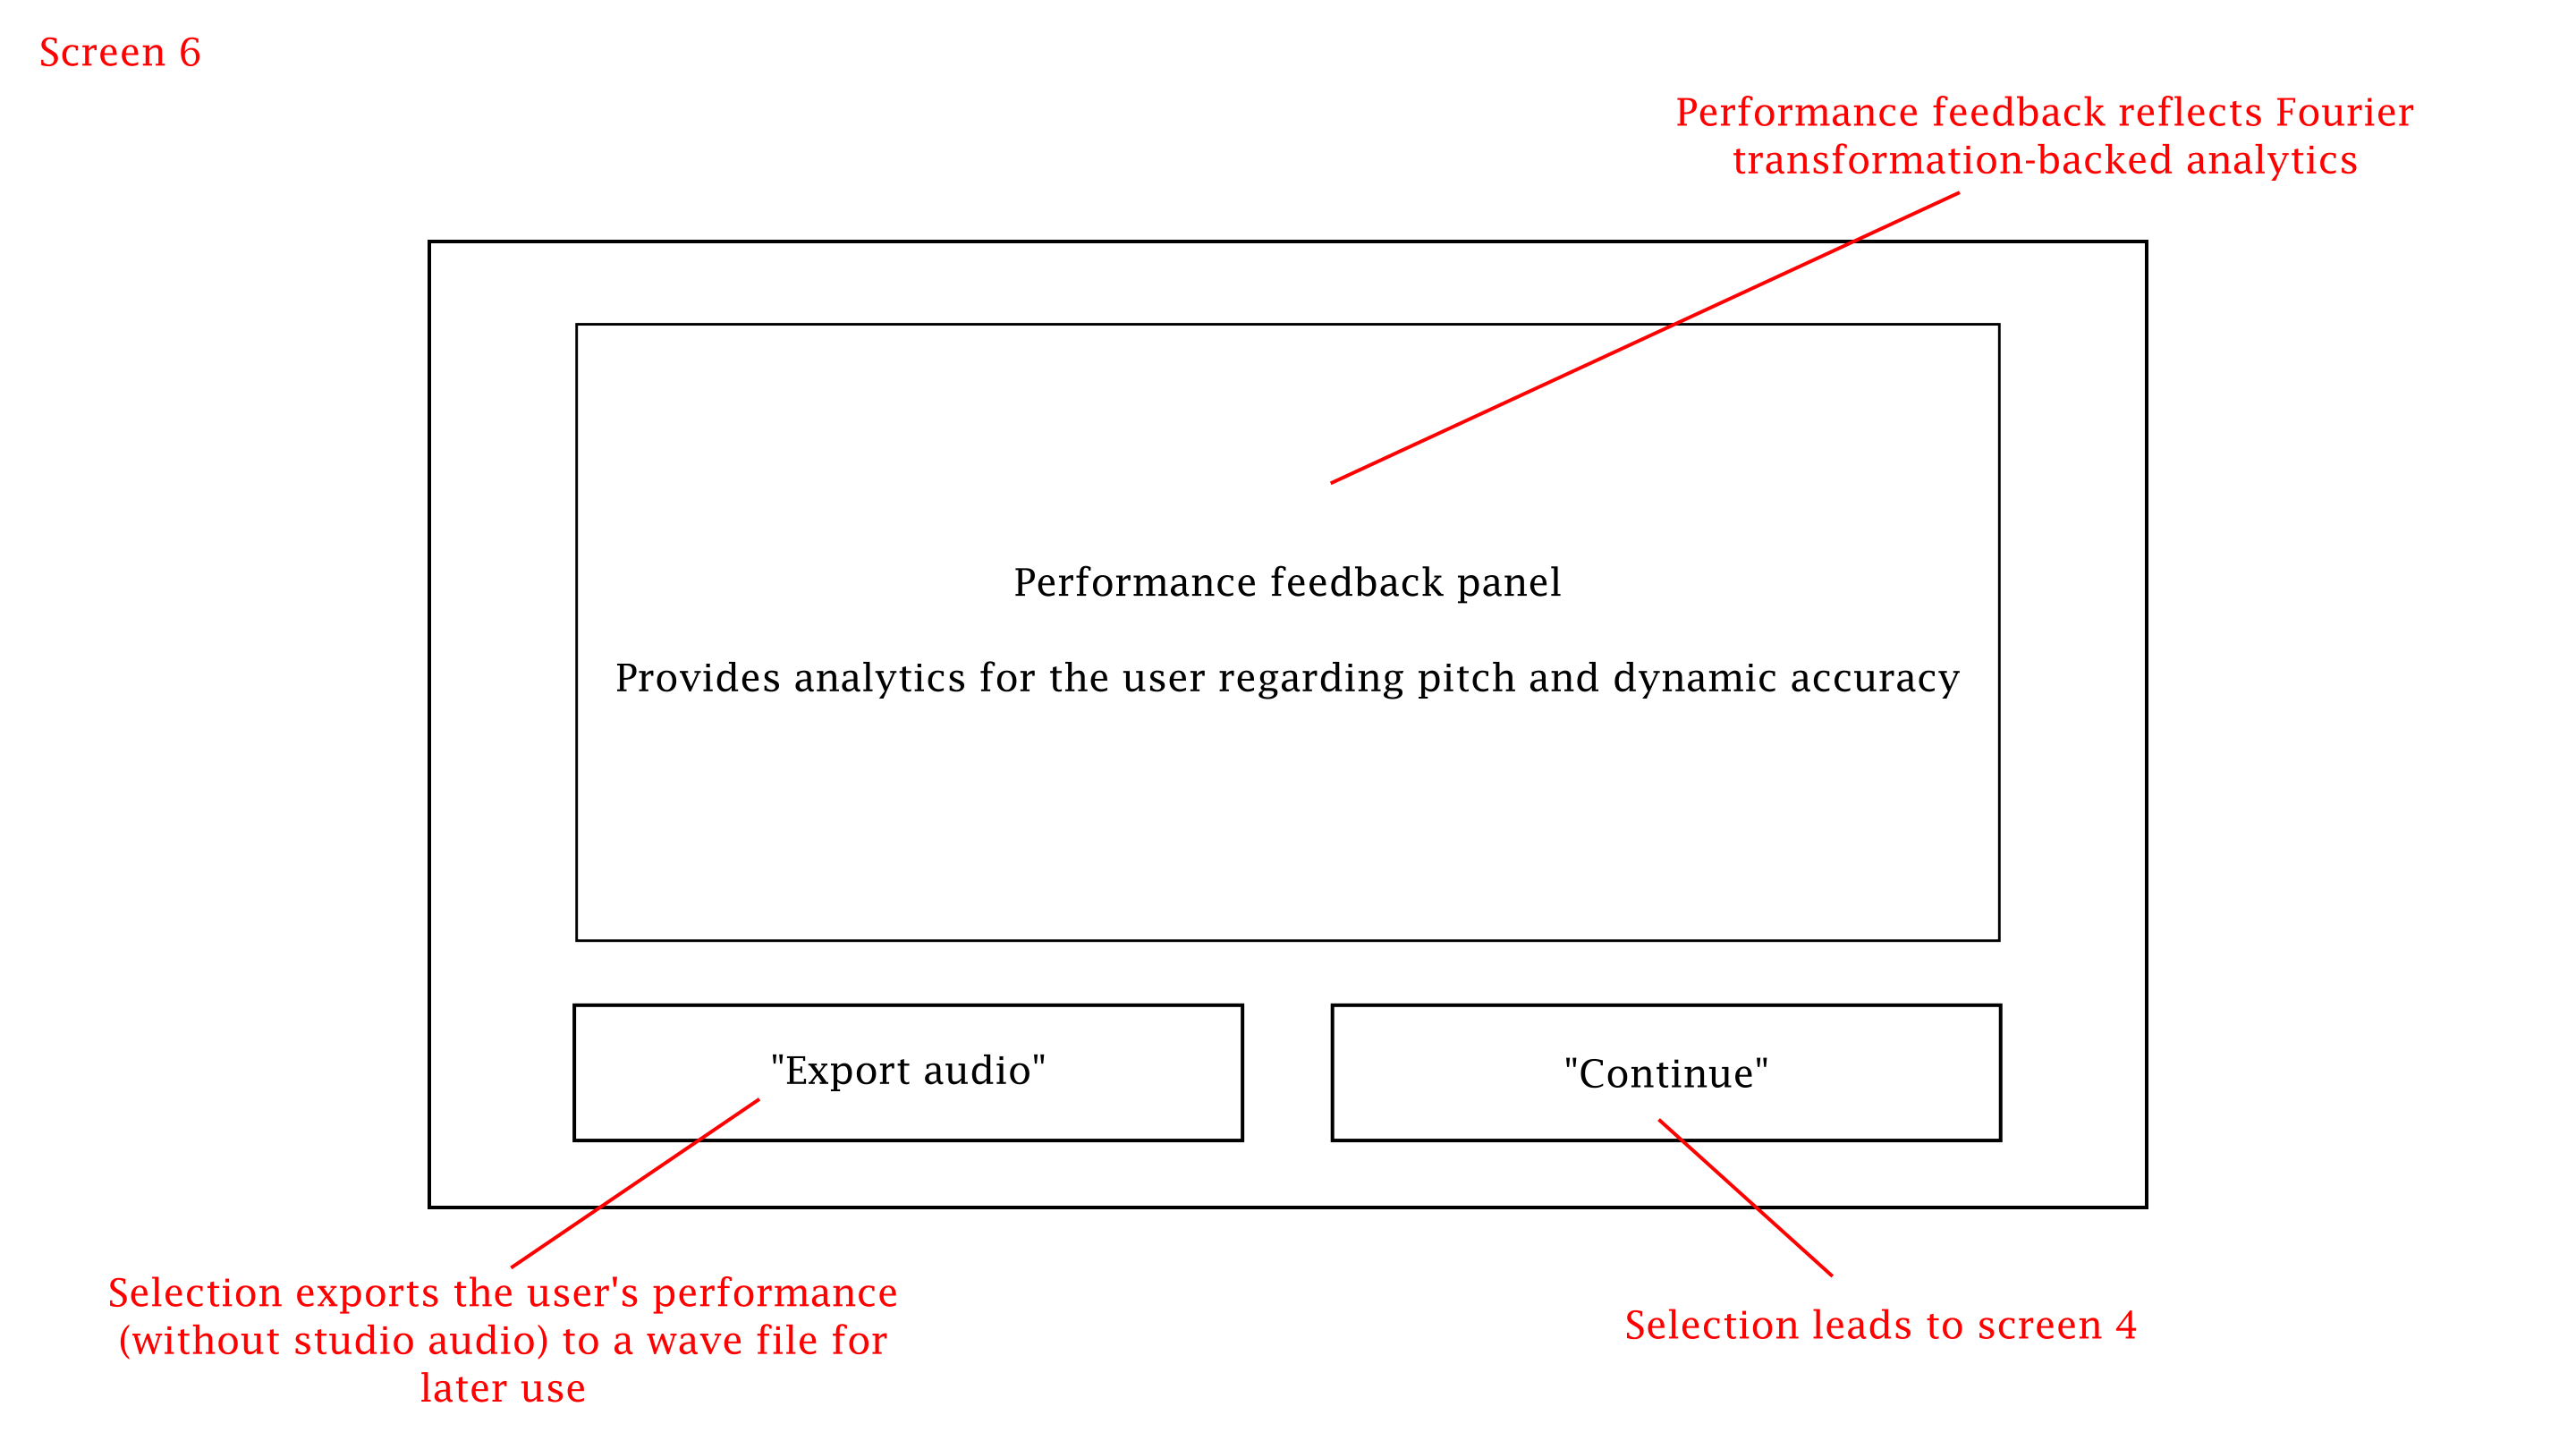 Screen 6
Performance feedback reflects Fourier
transformation-backed analytics
Performance feedback panel
Provides analytics for the user regarding pitch and dynamic accuracy
"Export audio"
"Continue"
Selection exports the user's performance
(without studio audio) to a wave file for
later use
Selection leads to screen 4